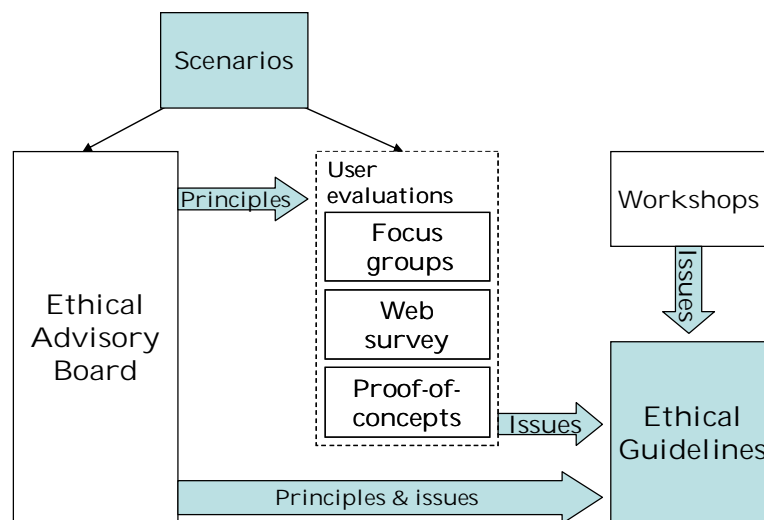 Scenarios
User
evaluations
Principles
Focus
groups
Web
survey
Proof-of-
concepts
Workshops
Issues
Ethical
Advisory
Board
Issues
Ethical
Guidelines
Principles & issues